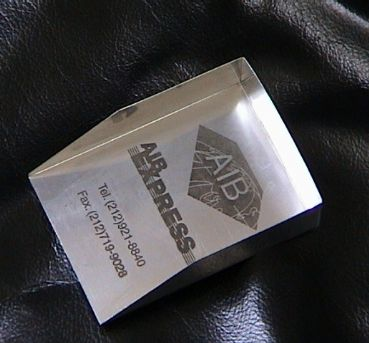 AIB
AIR
EXPRESS
Tel.(212)921-8840
Fax.(212)719-9028